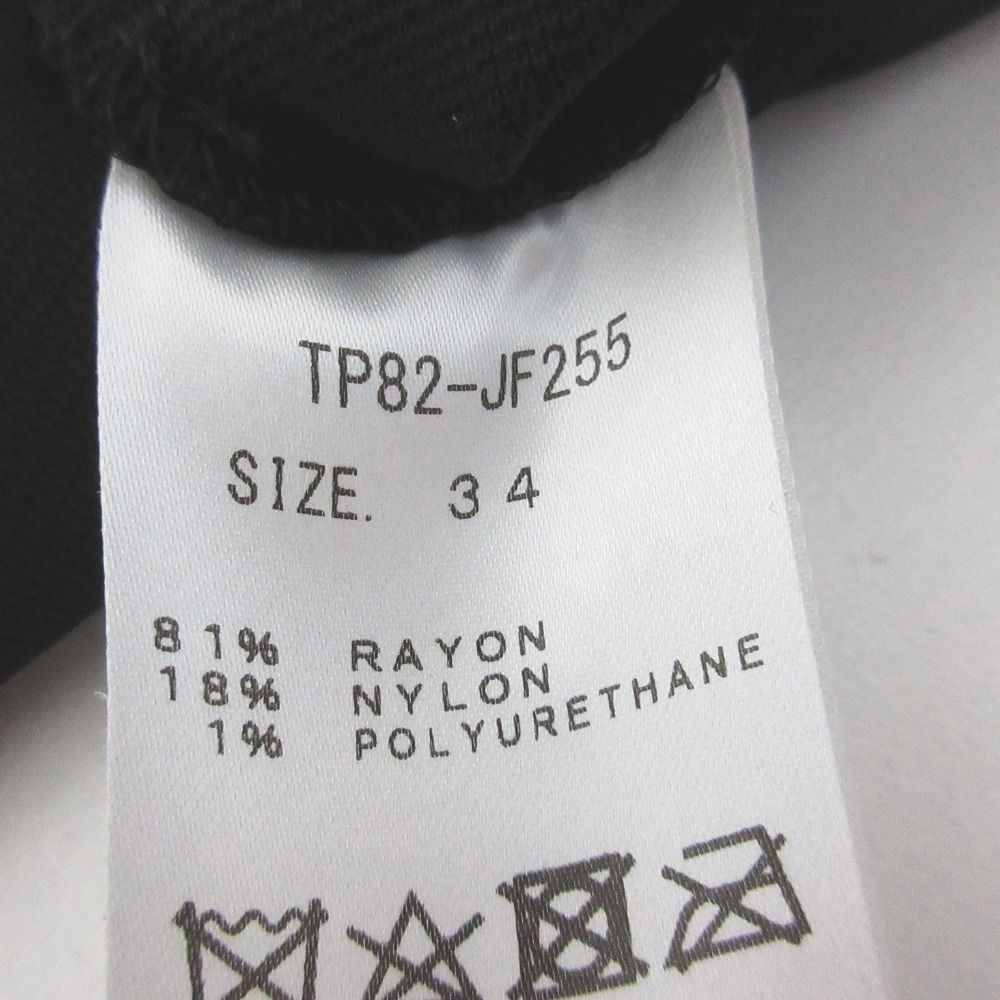 TP82-JF255
SIZE. 34
81% RAYON
18% NYLON
1% POLYURETHANE